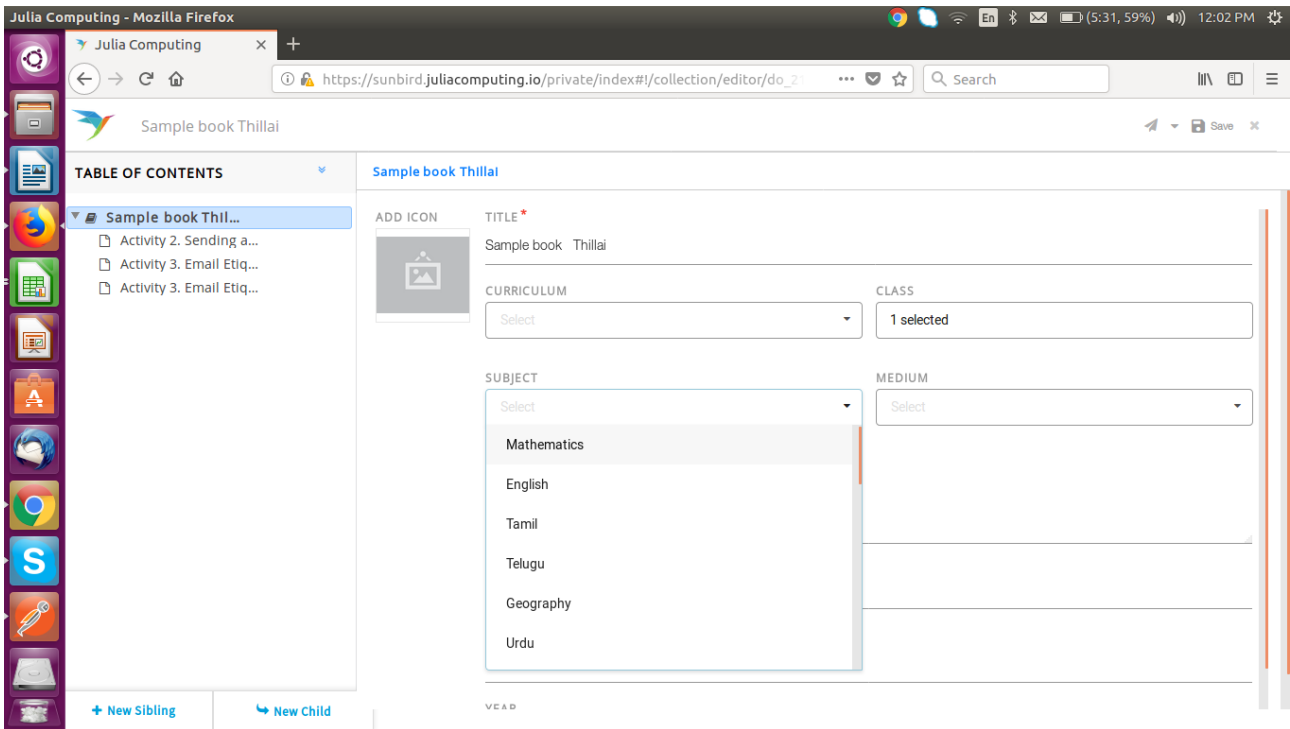 Julia Computing - Mozilla Firefox
En
(5:31, 59%)
12:02 PM
Julia Computing
https://sunbird.juliacomputing.io/private/index#!/collection/editor/do_2
Search
Sample book Thillai
Save
TABLE OF CONTENTS
Sample book Thillai
Sample book Thil...
Activity 2. Sending a...
Activity 3. Email Etiq...
Activity 3. Email Etiq...
ADD ICON
TITLE*
Sample book Thillai
CURRICULUM
CLASS
Select
1 selected
SUBJECT
MEDIUM
Select
Select
Mathematics
English
Tamil
Telugu
Geography
Urdu
YEAR
+ New Sibling
New Child